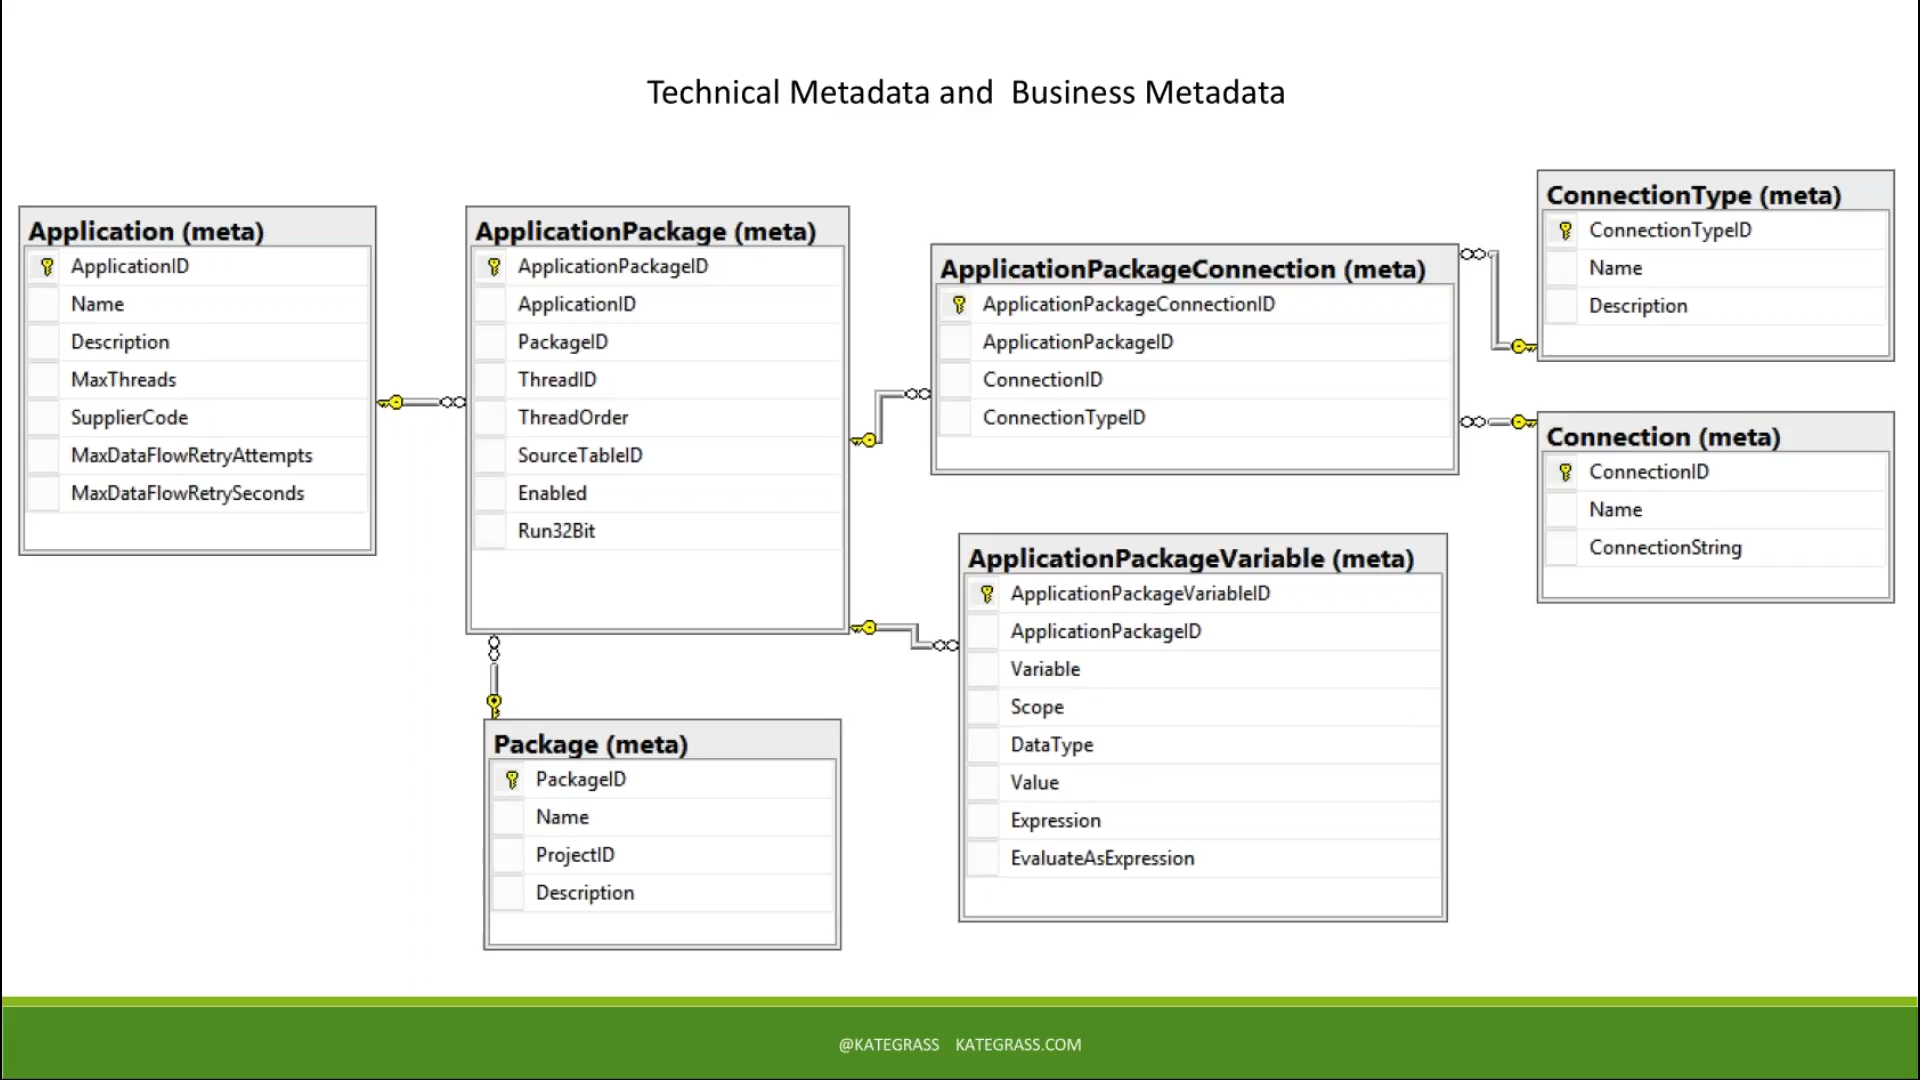 Technical Metadata and  Business Metadata
Application (meta)
ApplicationID
Name
Description
MaxThreads
SupplierCode
MaxDataFlowRetryAttempts
MaxDataFlowRetrySeconds
ApplicationPackage (meta)
ApplicationPackageID
ApplicationID
PackageID
ThreadID
ThreadOrder
SourceTableID
Enabled
Run32Bit
Package (meta)
PackageID
Name
ProjectID
Description
ApplicationPackageConnection (meta)
ApplicationPackageConnectionID
ApplicationPackageID
ConnectionID
ConnectionTypeID
ApplicationPackageVariable (meta)
ApplicationPackageVariableID
ApplicationPackageID
Variable
Scope
DataType
Value
Expression
EvaluateAsExpression
ConnectionType (meta)
ConnectionTypeID
Name
Description
Connection (meta)
ConnectionID
Name
ConnectionString
@KATEGRASS KATEGRASS.COM